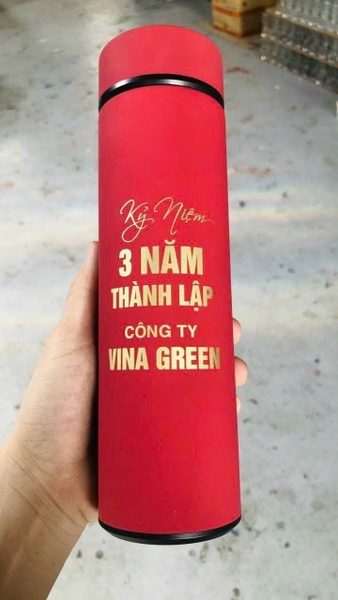 Kỷ Niệm
3 NĂM
THÀNH LẬP
CÔNG TY
VINA GREEN